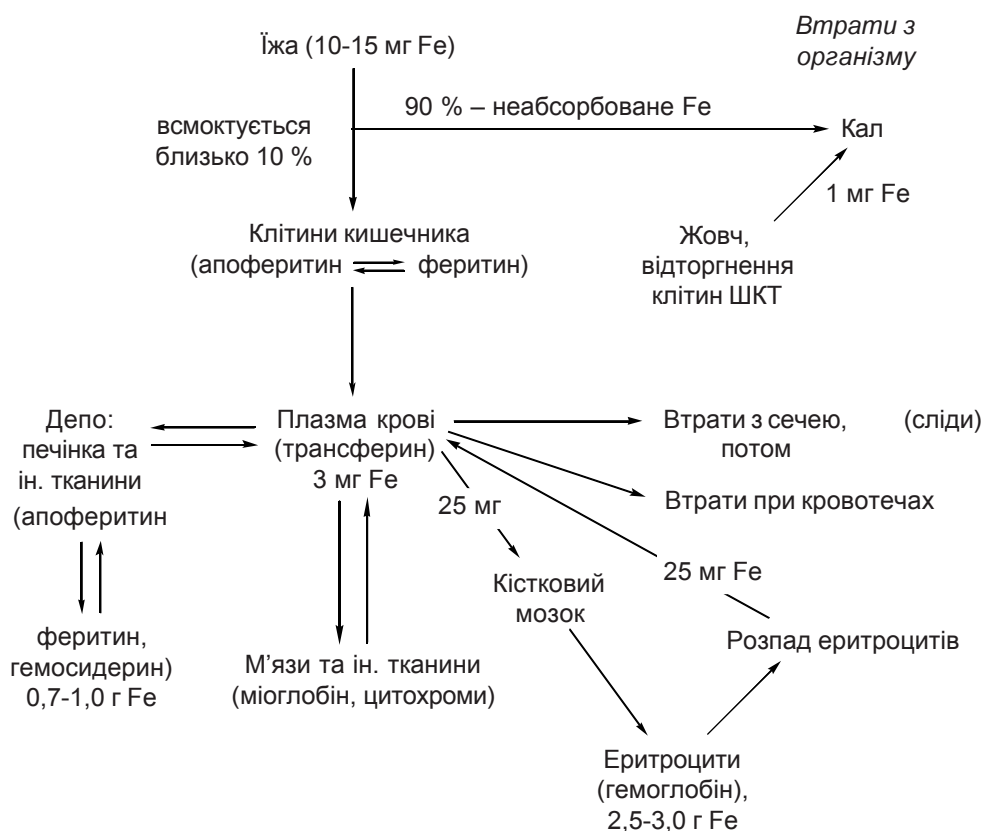 Втрати з
організму
Їжа (10-15 мг Fe)
90 % – неабсорбоване Fe
Кал
всмоктується
близько 10 %
1 мг Fe
Клітини кишечника
(апоферитин феритин)
Жовч,
відторгнення
клітин ШКТ
Депо:
печінка та
ін. тканини
(апоферитин
Плазма крові
(трансферин)
3 мг Fe
Втрати з сечею, (сліди)
потом
Втрати при кровотечах
25 мг
25 мг Fe
Кістковий
мозок
феритин,
гемосидерин)
0,7-1,0 г Fe
М’язи та ін. тканини
(міоглобін, цитохроми)
Розпад еритроцитів
Еритроцити
(гемоглобін),
2,5-3,0 г Fe